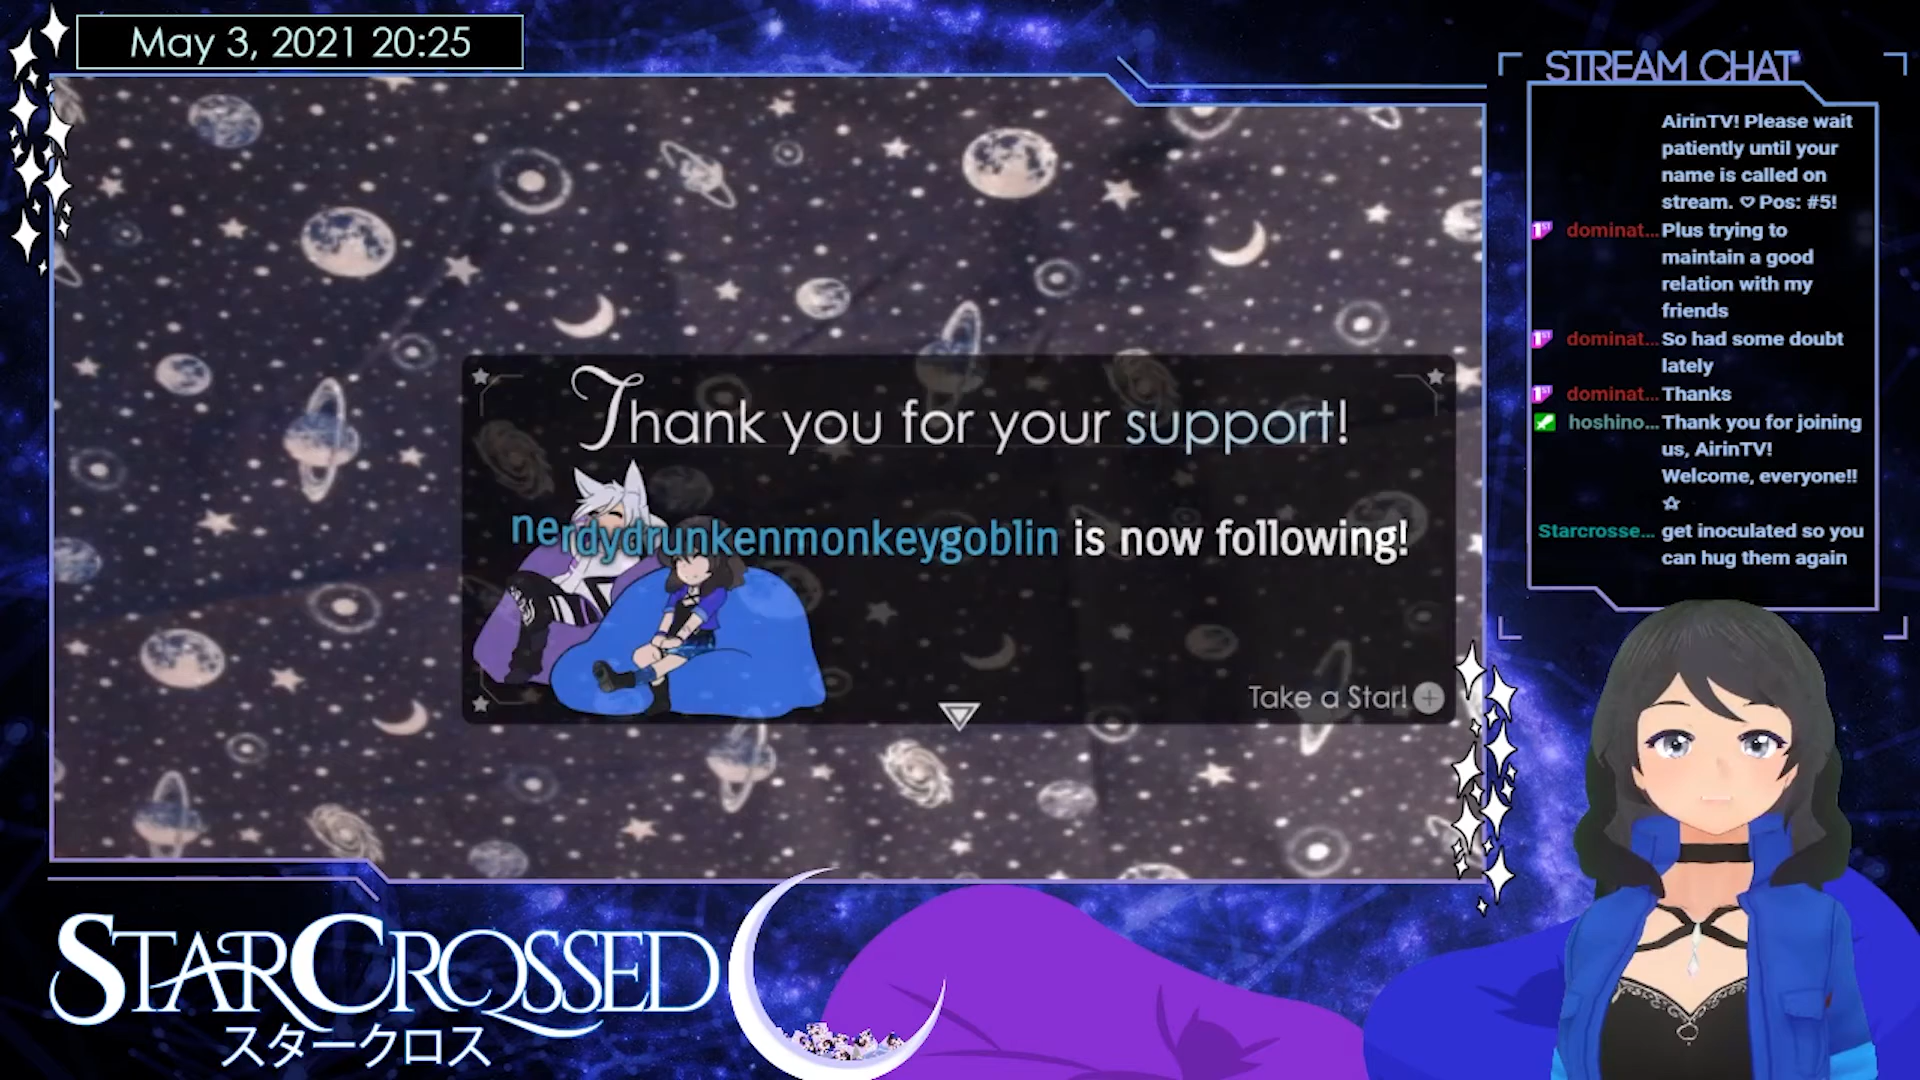 May 3, 2021 20:25
STREAM CHAT
AirinTV! Please wait
patiently until your
name is called on
stream. ♡ Pos: #5!
dominat... Plus trying to
maintain a good
relation with my
friends
dominat... So had some doubt
lately
dominat... Thanks
hoshino... Thank you for joining
us, AirinTV!
Welcome, everyone!!
☆
Starcrosse... get inoculated so you
can hug them again
Thank you for your support!
nerdydrunkenmonkeygoblin is now following!
Take a Star!
STARCROSSED
スタークロス